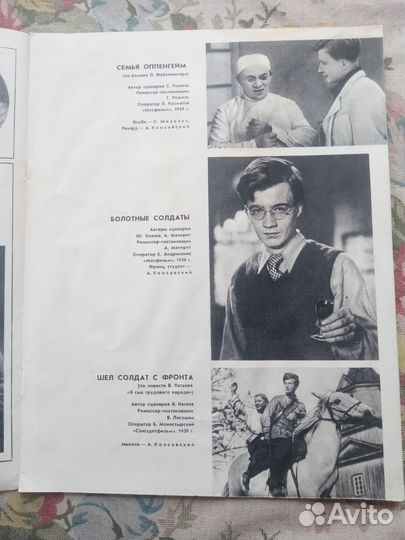 СЕМЬЯ ОППЕНГЕЙМ
(по роману Л. Фейхтвангера)
Автор сценария С. Рошаль
Режиссер-постановщик
Г. Рошаль
Оператор Л. Косматов
«Мосфильм», 1939 г.
Якоби — С. Михоэлс,
Рихард — А. Консовский
БОЛОТНЫЕ СОЛДАТЫ
Авторы сценария
Ю. Олеша, А. Мачерет
Режиссер-постановщик
А. Мачерет
Оператор Е. Андриканис
«Мосфильм», 1938 г.
Франц, студент —
А. Консовский
ШЕЛ СОЛДАТ С ФРОНТА
(по повести В. Катаева
«Я сын трудового народа»)
Автор сценария В. Катаев
Режиссер-постановщик
В. Легошин
Оператор Б. Монастырский
«Союздетфильм», 1939 г.
Микола — А. Консовский
Avito